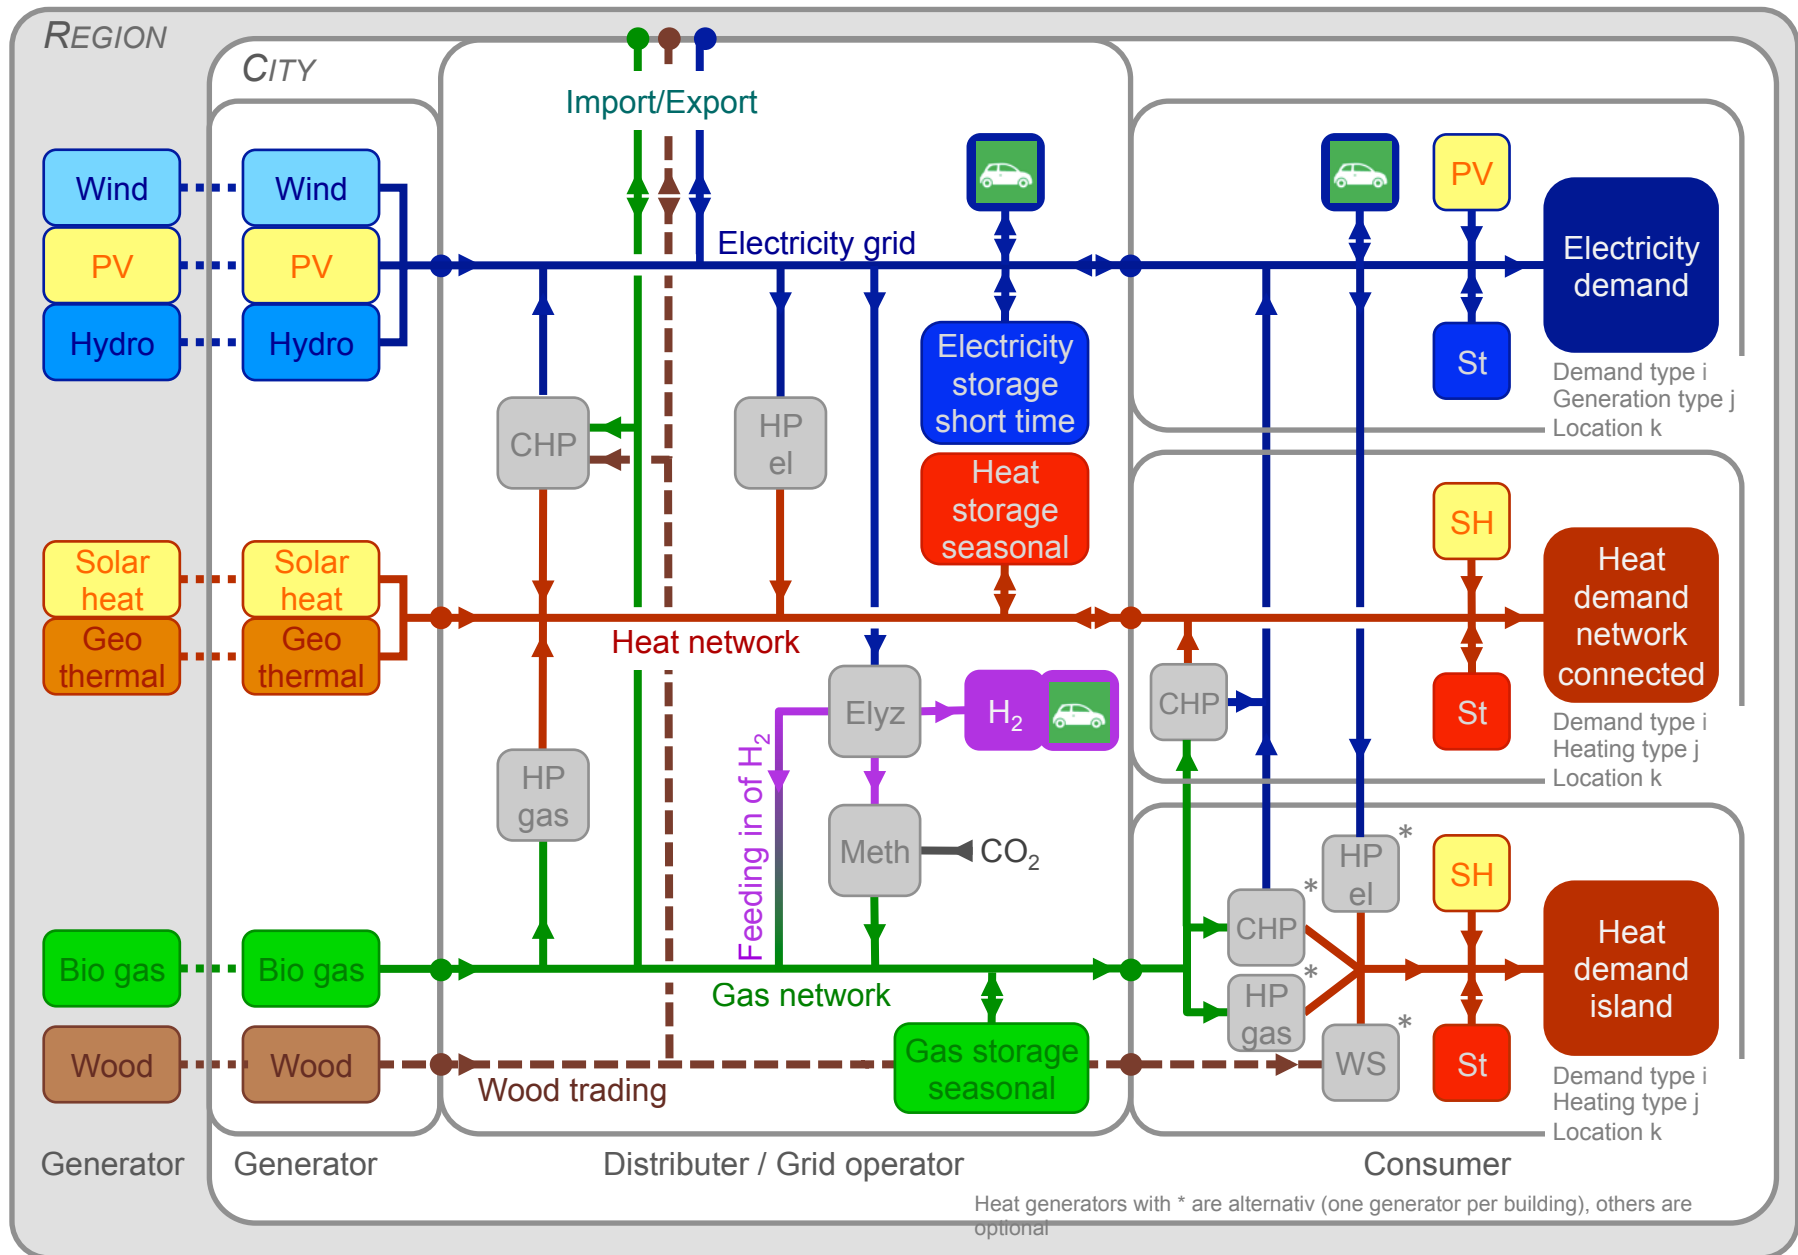 REGION
CITY
Import/Export
Wind
Wind
PV
PV
PV
Hydro
Hydro
Electricity grid
Electricity
demand
Electricity
storage
short time
St
Demand type i
Generation type j
Location k
CHP
HP
el
Heat
storage
seasonal
SH
Solar
heat
Solar
heat
Geo
thermal
Geo
thermal
Heat network
Heat
demand
network
connected
CHP
St
Demand type i
Heating type j
Location k
Elyz
H2
HP
gas
Feeding in of H2
Meth
CO2
HP
el
*
SH
CHP
*
Bio gas
Bio gas
Gas network
HP
gas
*
Heat
demand
island
Wood
Wood
Wood trading
Gas storage
seasonal
WS
*
St
Demand type i
Heating type j
Location k
Generator
Generator
Distributer / Grid operator
Consumer
Heat generators with * are alternativ (one generator per building), others are
optional